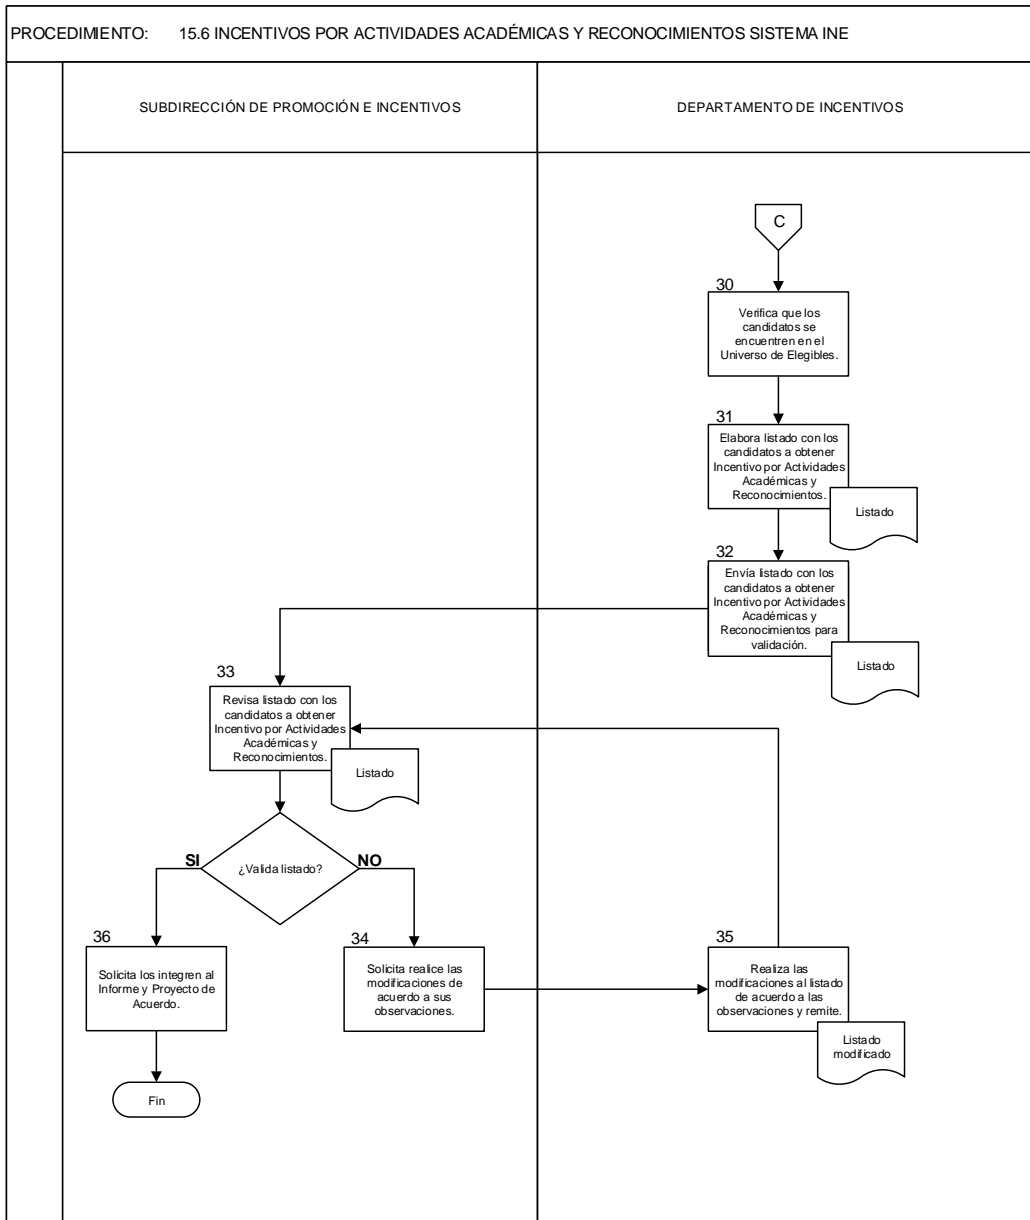 PROCEDIMIENTO: 15.6 INCENTIVOS POR ACTIVIDADES ACADÉMICAS Y RECONOCIMIENTOS SISTEMA INE
SUBDIRECCIÓN DE PROMOCIÓN E INCENTIVOS
DEPARTAMENTO DE INCENTIVOS
C
30
Verifica que los
candidatos se
encuentren en el
Universo de Elegibles.
31
Elabora listado con los
candidatos a obtener
Incentivo por Actividades
Académicas y
Reconocimientos.
Listado
32
Envía listado con los
candidatos a obtener
Incentivo por Actividades
Académicas y
Reconocimientos para
validación.
Listado
33
Revisa listado con los
candidatos a obtener
Incentivo por Actividades
Académicas y
Reconocimientos.
Listado
¿Valida listado?
SI
NO
36
Solicita los integren al
Informe y Proyecto de
Acuerdo.
34
Solicita realice las
modificaciones de
acuerdo a sus
observaciones.
35
Realiza las
modificaciones al listado
de acuerdo a las
observaciones y remite.
Listado
modificado
Fin